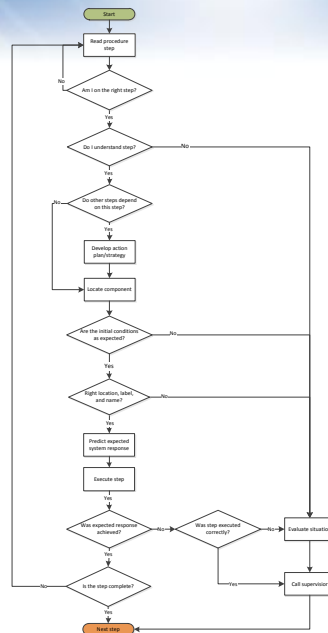 Start
Read procedure
step
No
Am I on the right step?
Yes
Do I understand step?
No
Yes
Do other steps depend
on this step?
No
Yes
Develop action
plan/strategy
Locate component
Are the initial conditions
as expected?
No
Yes
Right location, label,
and name?
No
Yes
Predict expected
system response
Execute step
Yes
Was expected response
achieved?
No
Was step executed
correctly?
No
Evaluate situation
Yes
Yes
Call supervision
Is the step complete?
No
Yes
Next step